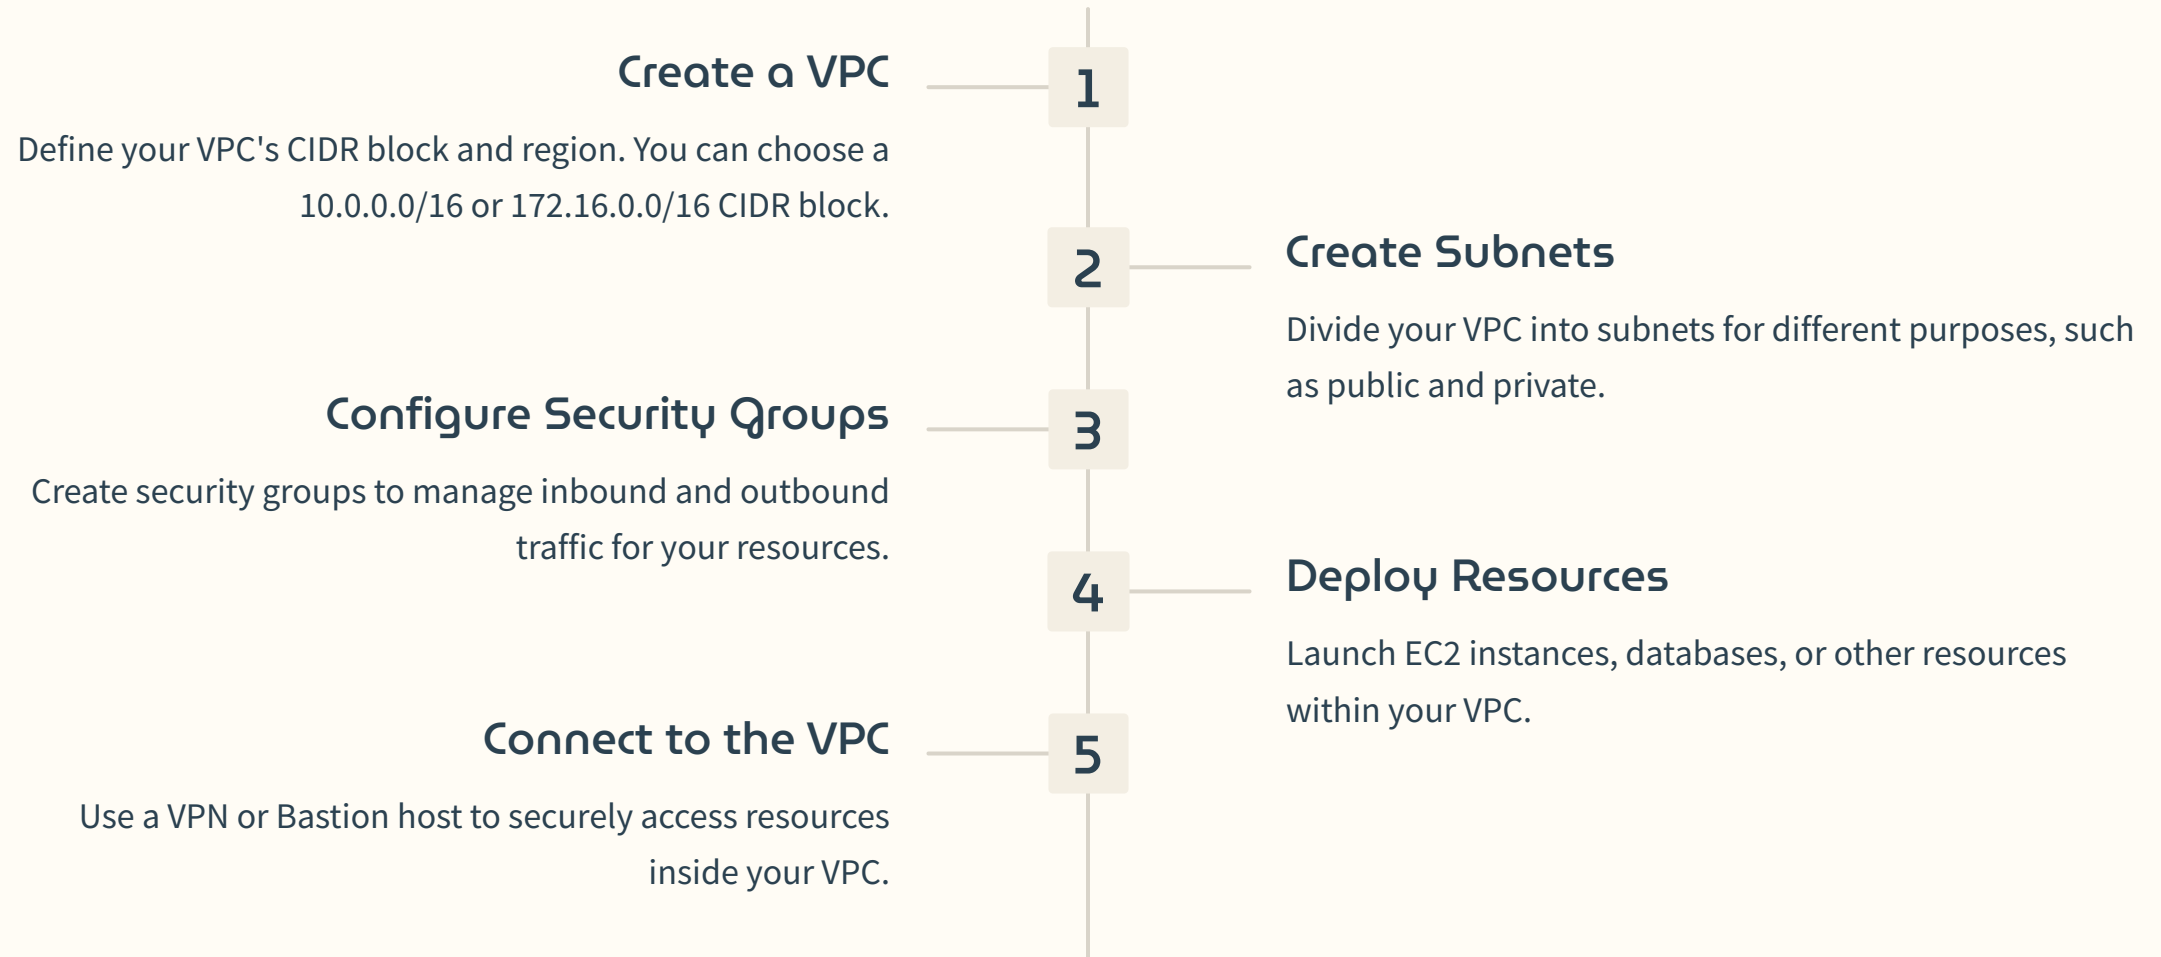 Create a VPC
1
Define your VPC's CIDR block and region. You can choose a
10.0.0.0/16 or 172.16.0.0/16 CIDR block.
2
Create Subnets
Divide your VPC into subnets for different purposes, such
as public and private.
Configure Security Groups
3
Create security groups to manage inbound and outbound
traffic for your resources.
4
Deploy Resources
Launch EC2 instances, databases, or other resources
within your VPC.
Connect to the VPC
5
Use a VPN or Bastion host to securely access resources
inside your VPC.